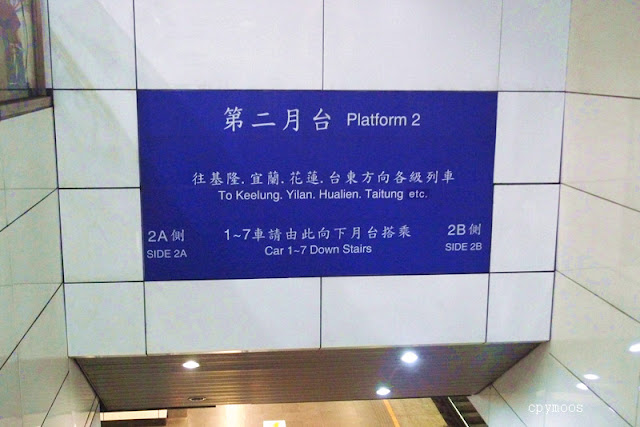 第二月台 Platform 2
往基隆.宜蘭.花蓮.台東方向各級列車
To Keelung. Yilan. Hualien. Taitung etc.
2A側 1~7車請由此向下月台搭乘 2B側
SIDE 2A Car 1~7 Down Stairs SIDE 2B
cpymoos